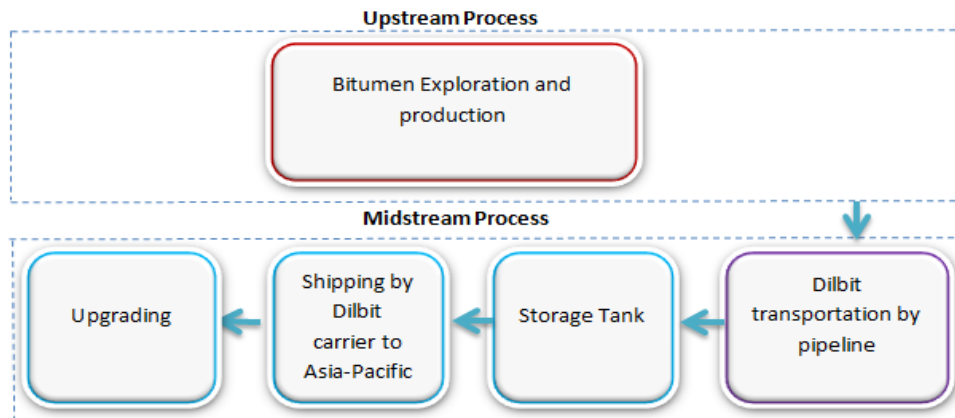 Upstream Process
Bitumen Exploration and
production
Midstream Process
Upgrading
Shipping by
Dilbit
carrier to
Asia-Pacific
Storage Tank
Dilbit
transportation by
pipeline